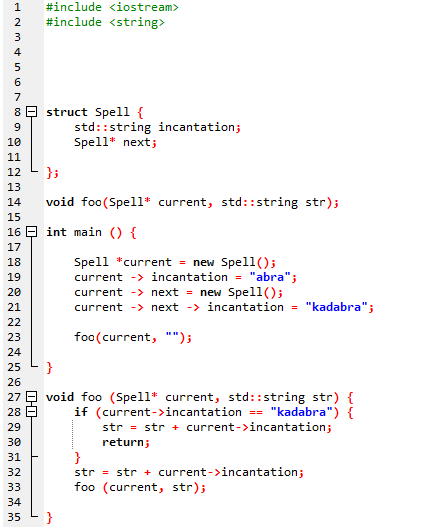 1 #include <iostream>
2 #include <string>
3
4
5
6
7
8 struct Spell {
9 std::string incantation;
10 Spell* next;
11
12 };
13
14 void foo(Spell* current, std::string str);
15
16 int main () {
17
18 Spell *current = new Spell();
19 current -> incantation = "abra";
20 current -> next = new Spell();
21 current -> next -> incantation = "kadabra";
22
23 foo(current, "");
24
25 }
26
27 void foo (Spell* current, std::string str) {
28 if (current->incantation == "kadabra") {
29 str = str + current->incantation;
30 return;
31 }
32 str = str + current->incantation;
33 foo (current, str);
34
35 }